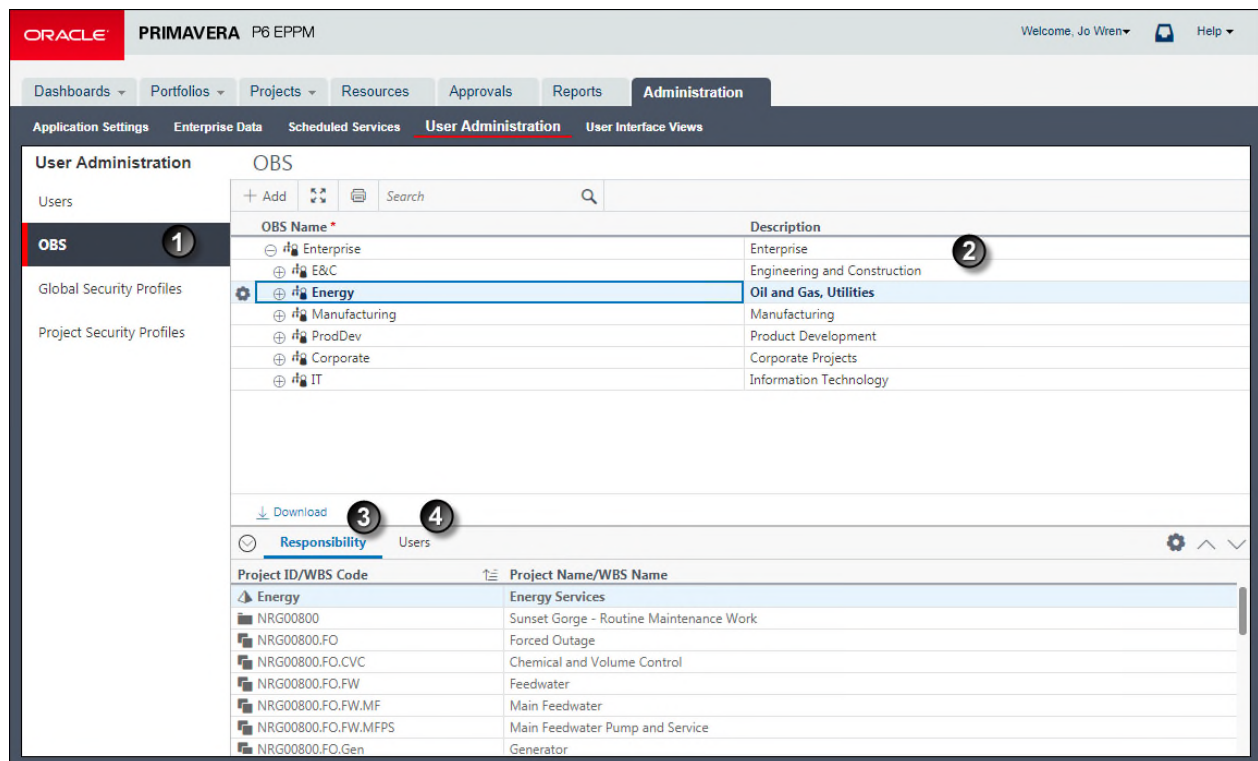 ORACLE PRIMAVERA P6 EPPM Welcome, Jo Wren Help
Dashboards Portfolios Projects Resources Approvals Reports Administration
Application Settings Enterprise Data Scheduled Services User Administration User Interface Views
User Administration
Users
OBS 1
Global Security Profiles
Project Security Profiles
OBS
+ Add Search
OBS Name * Description
Enterprise Enterprise 2
E&C Engineering and Construction
Energy Oil and Gas, Utilities
Manufacturing Manufacturing
ProdDev Product Development
Corporate Corporate Projects
IT Information Technology
Download 3 4
Responsibility Users
Project ID/WBS Code Project Name/WBS Name
Energy Energy Services
NRG00800 Sunset Gorge - Routine Maintenance Work
NRG00800.FO Forced Outage
NRG00800.FO.CVC Chemical and Volume Control
NRG00800.FO.FW Feedwater
NRG00800.FO.FW.MF Main Feedwater
NRG00800.FO.FW.MFPS Main Feedwater Pump and Service
NRG00800.FO.Gen Generator